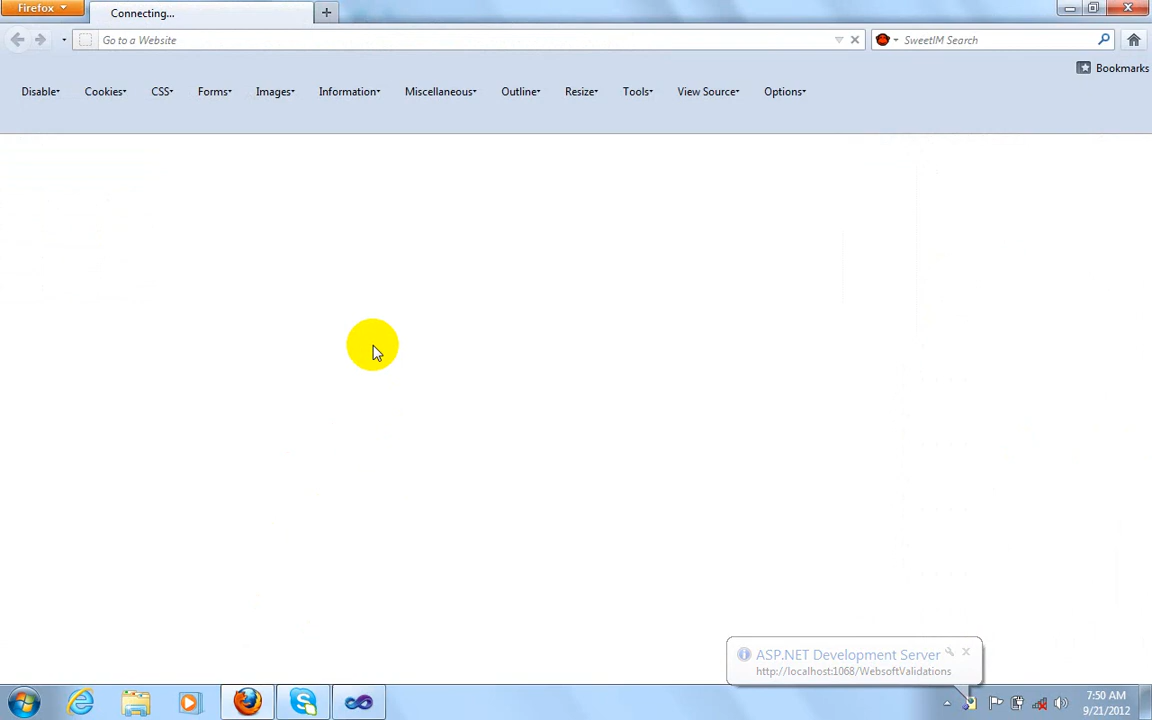 Firefox
Connecting...
Go to a Website
SweetIM Search
Bookmarks
Disable
Cookies
CSS
Forms
Images
Information
Miscellaneous
Outline
Resize
Tools
View Source
Options
ASP.NET Development Server
http://localhost:1068/WebsoftValidations
7:50 AM
9/21/2012